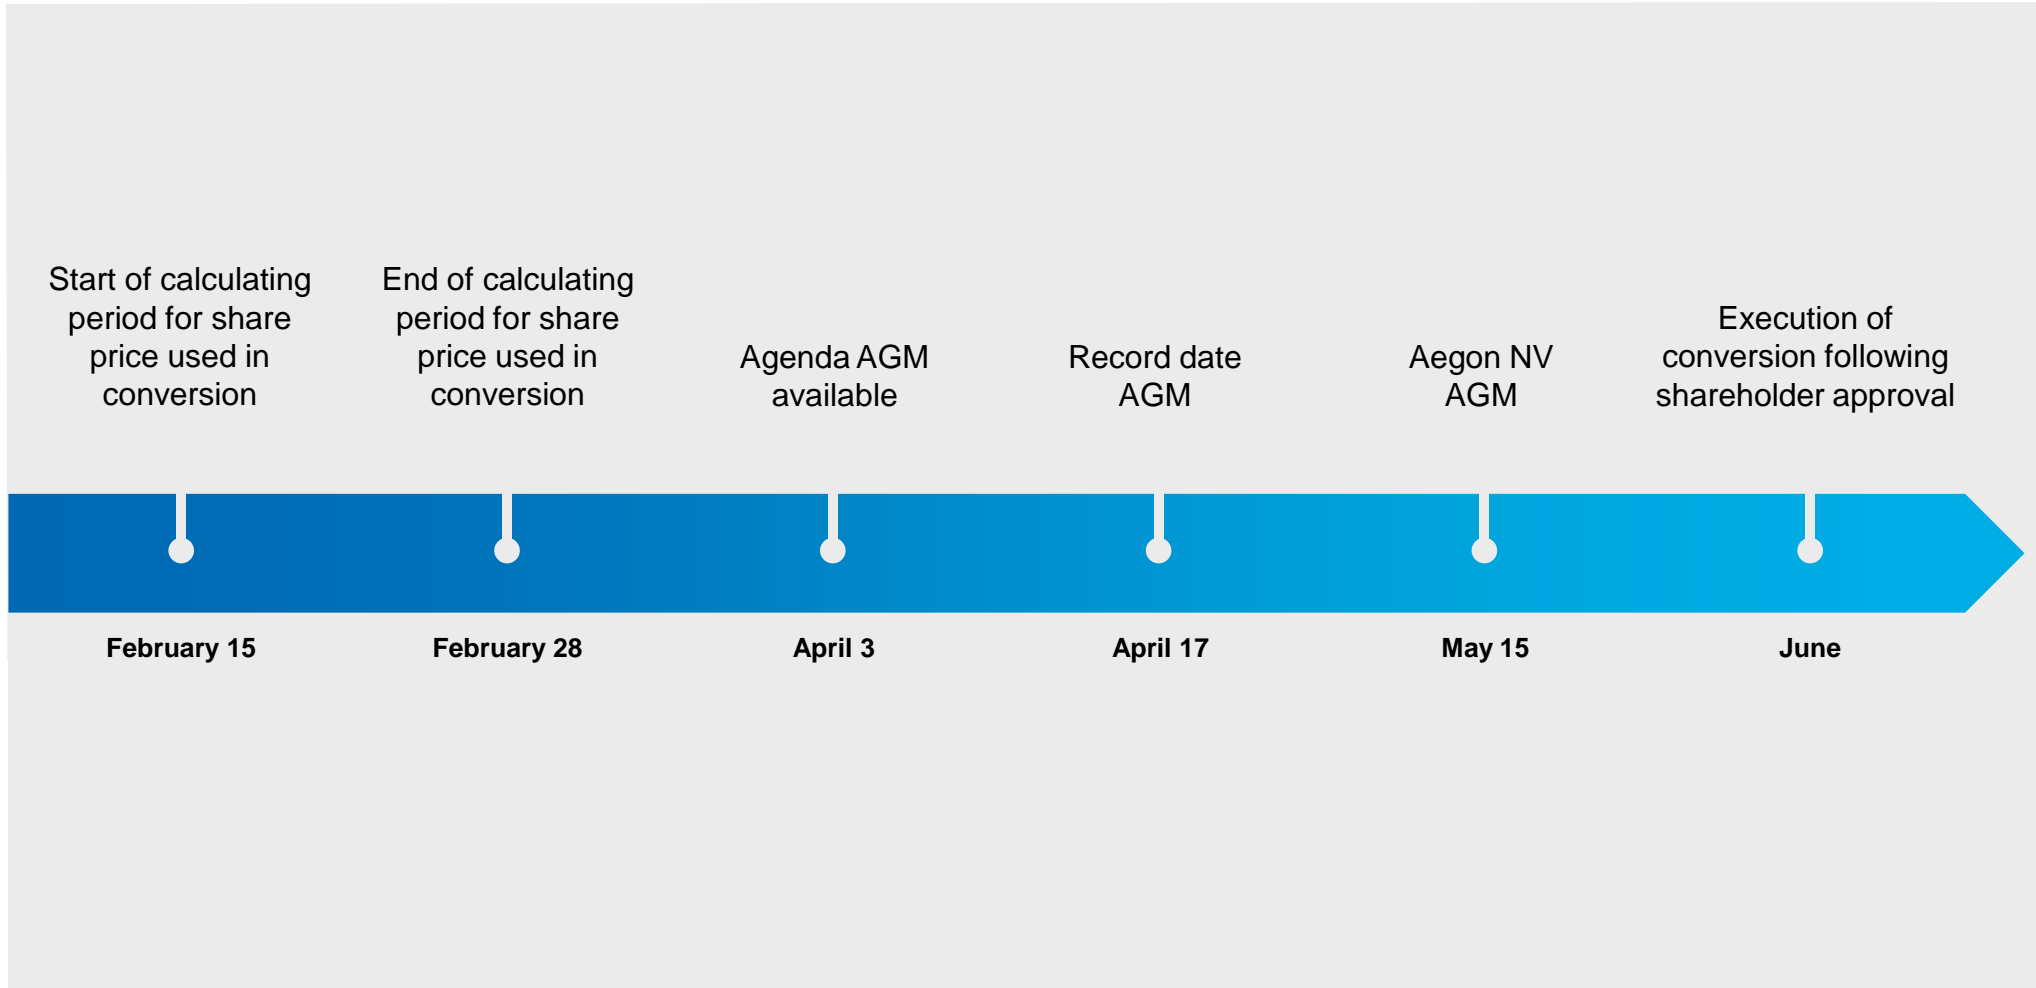 Start of calculating
period for share
price used in
conversion
End of calculating
period for share
price used in
conversion
Agenda AGM
available
Record date
AGM
Aegon NV
AGM
Execution of
conversion following
shareholder approval
February 15
February 28
April 3
April 17
May 15
June